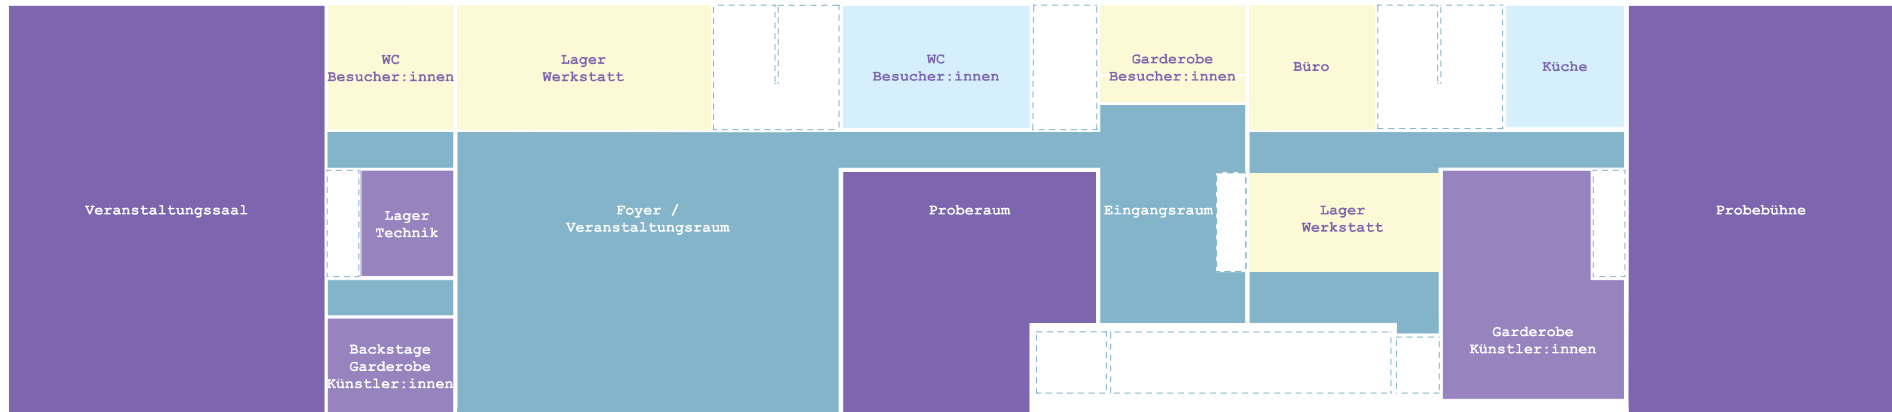 WC
Besucher:innen
Lager
Werkstatt
WC
Besucher:innen
Garderobe
Besucher:innen
Büro
Küche
Veranstaltungssaal
Lager
Technik
Foyer /
Veranstaltungsraum
Proberaum
Eingangsraum
Lager
Werkstatt
Probebühne
Backstage
Garderobe
Künstler:innen
Garderobe
Künstler:innen